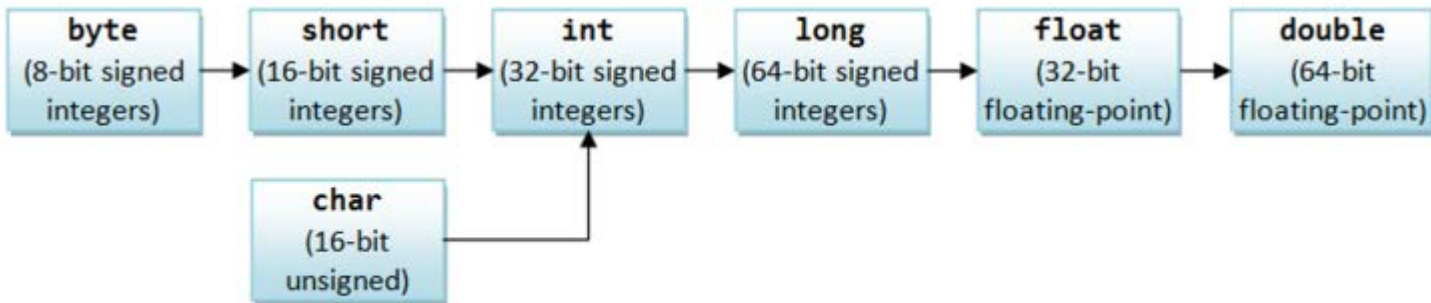 byte
(8-bit signed
integers)
short
(16-bit signed
integers)
int
(32-bit signed
integers)
long
(64-bit signed
integers)
float
(32-bit
floating-point)
double
(64-bit
floating-point)
char
(16-bit
unsigned)